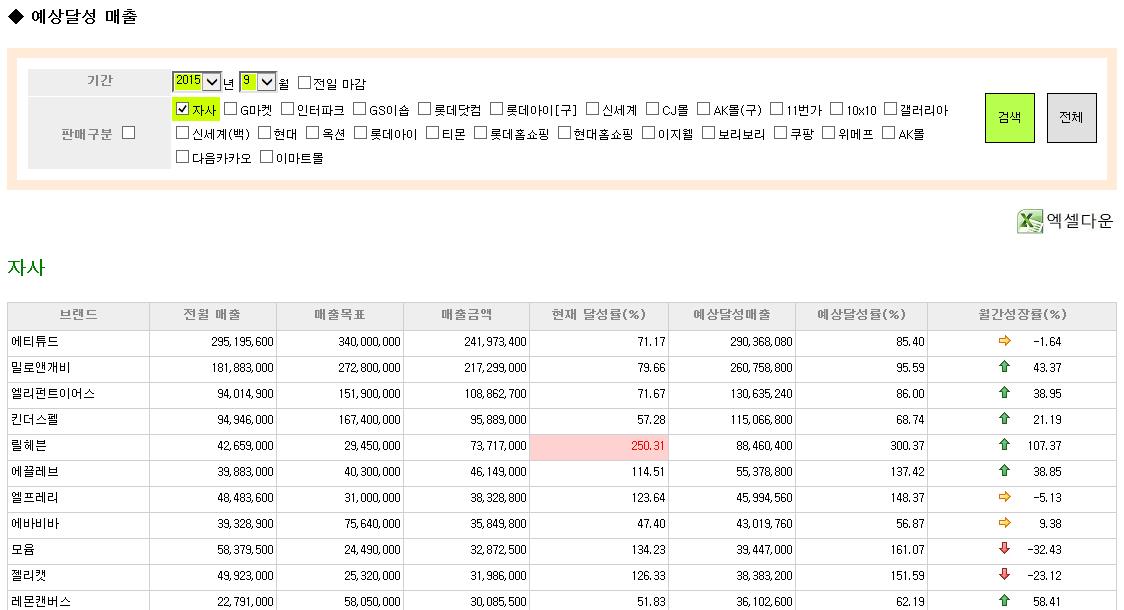 ◆ 예상달성 매출
기간 2015 년 9 월 전일 마감
판매구분 자사 G마켓 인터파크 GS이숍 롯데닷컴 롯데아이[구] 신세계 CJ몰 AK몰(구) 11번가 10x10 갤러리아
신세계(백) 현대 옥션 롯데아이 티몬 롯데홈쇼핑 현대홈쇼핑 이지웰 보리보리 쿠팡 위메프 AK몰
다음카카오 이마트몰
검색 전체
엑셀다운
자사
브랜드 전월 매출 매출목표 매출금액 현재 달성률(%) 예상달성매출 예상달성률(%) 월간성장률(%)
에티튜드 295,195,600 340,000,000 241,973,400 71.17 290,368,080 85.40 -1.64
밀로앤개비 181,883,000 272,800,000 217,299,000 79.66 260,758,800 95.59 43.37
엘리펀트이어스 94,014,900 151,900,000 108,862,700 71.67 130,635,240 86.00 38.95
킨더스펠 94,946,000 167,400,000 95,889,000 57.28 115,066,800 68.74 21.19
릴헤븐 42,659,000 29,450,000 73,717,000 250.31 88,460,400 300.37 107.37
에끌레브 39,883,000 40,300,000 46,149,000 114.51 55,378,800 137.42 38.85
엘프레리 48,483,600 31,000,000 38,328,800 123.64 45,994,560 148.37 -5.13
에바비바 39,328,900 75,640,000 35,849,800 47.40 43,019,760 56.87 9.38
모윰 58,379,500 24,490,000 32,872,500 134.23 39,447,000 161.07 -32.43
젤리캣 49,923,000 25,320,000 31,986,000 126.33 38,383,200 151.59 -23.12
레몬캔버스 22,791,000 58,050,000 30,085,500 51.83 36,102,600 62.19 58.41